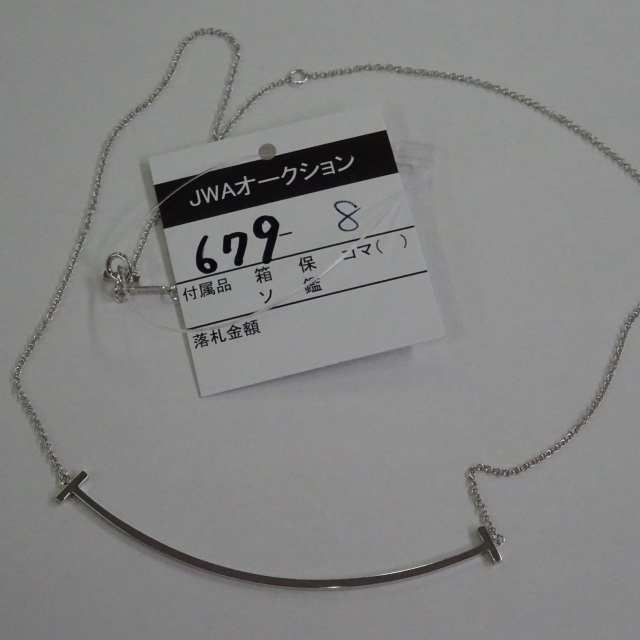 JWAオークション
679- 8
付属品 箱 保 コマ( )
ソ 鑑
落札金額